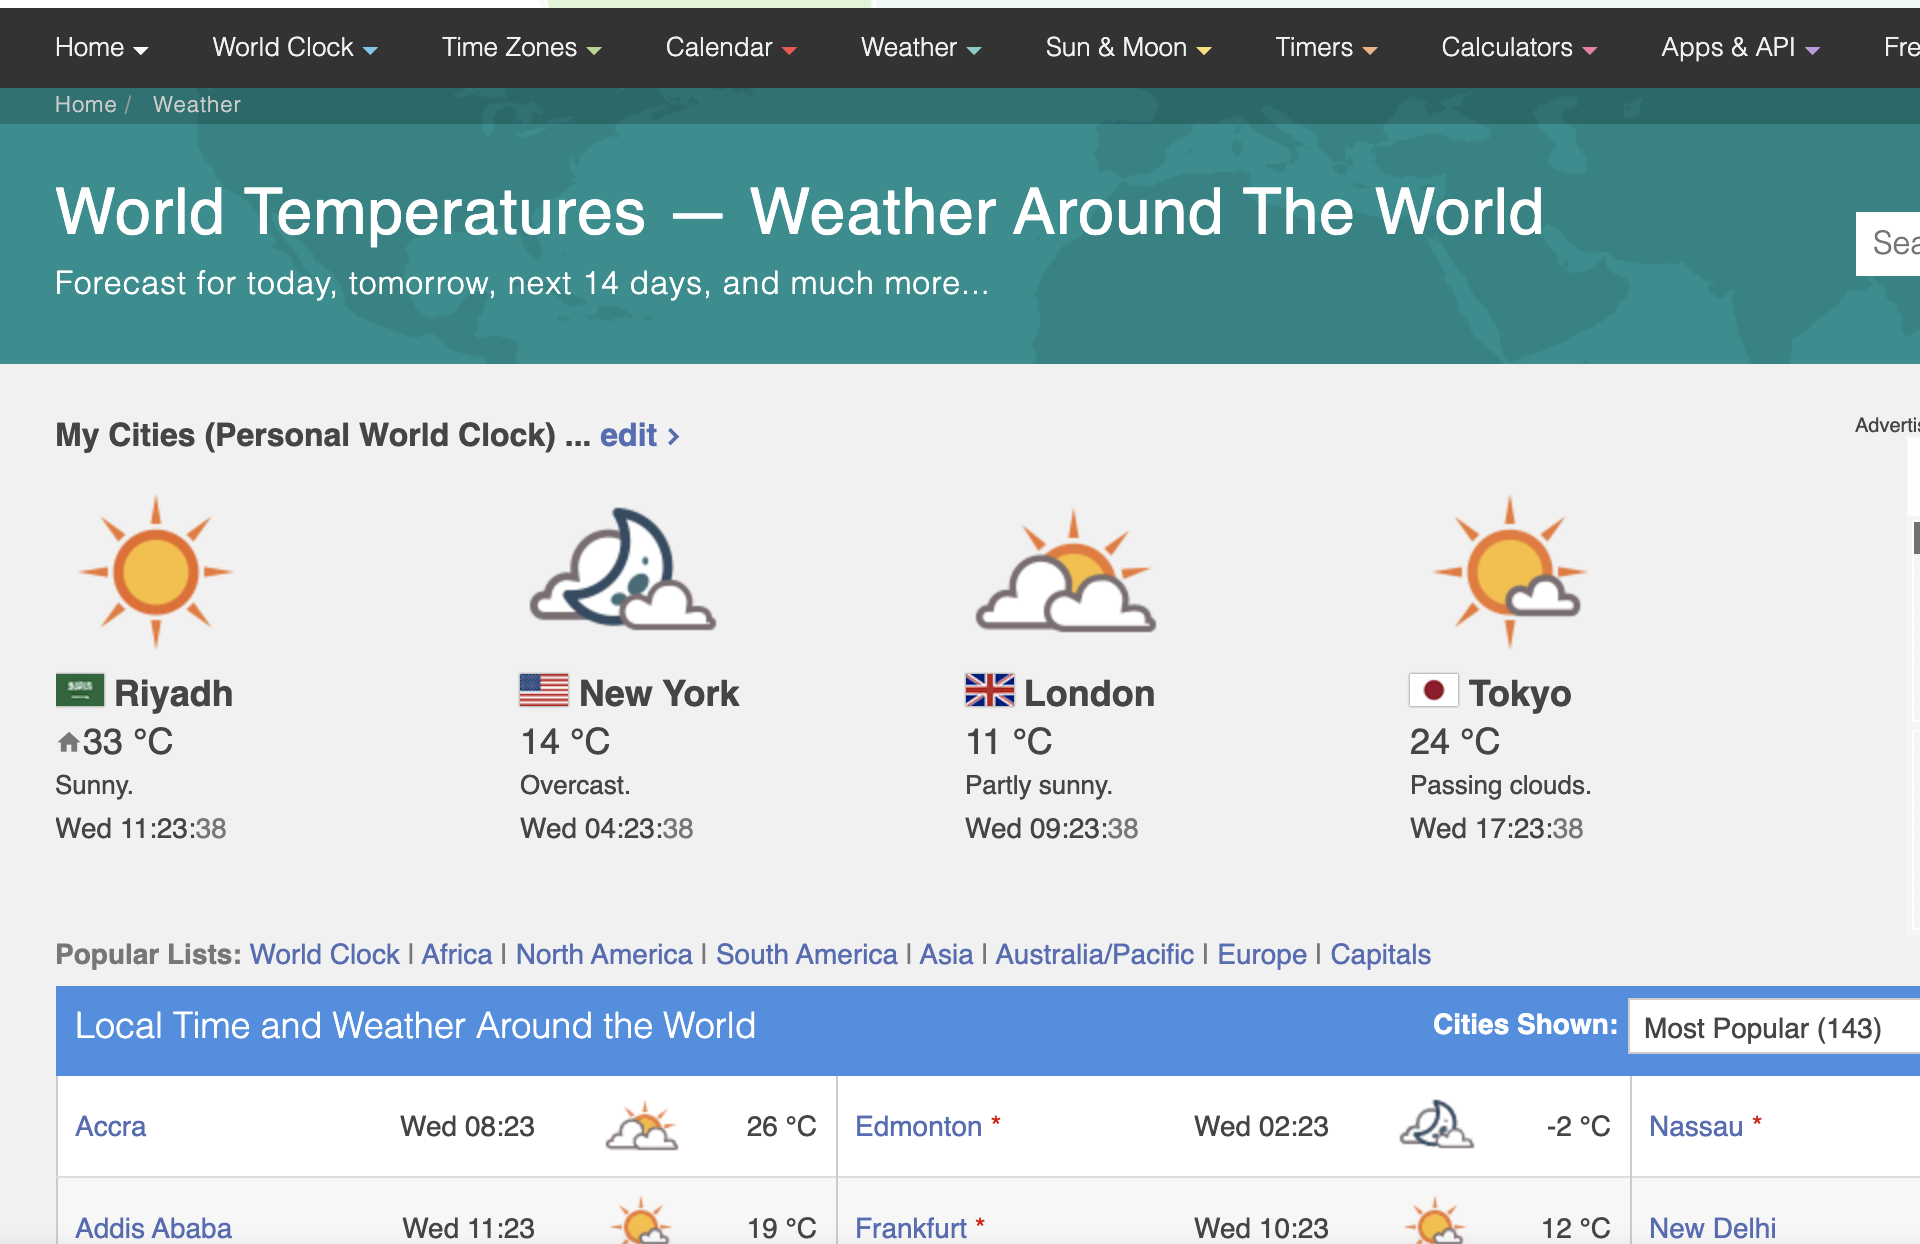 Home World Clock Time Zones Calendar Weather Sun & Moon Timers Calculators Apps & API Fre
Home / Weather
World Temperatures — Weather Around The World
Sea
Forecast for today, tomorrow, next 14 days, and much more...
My Cities (Personal World Clock) ... edit ›
Advertis
Riyadh New York London Tokyo
33 °C 14 °C 11 °C 24 °C
Sunny. Overcast. Partly sunny. Passing clouds.
Wed 11:23:38 Wed 04:23:38 Wed 09:23:38 Wed 17:23:38
Popular Lists: World Clock | Africa | North America | South America | Asia | Australia/Pacific | Europe | Capitals
Local Time and Weather Around the World Cities Shown: Most Popular (143)
Accra Wed 08:23 26 °C Edmonton * Wed 02:23 -2 °C Nassau *
Addis Ababa Wed 11:23 19 °C Frankfurt * Wed 10:23 12 °C New Delhi